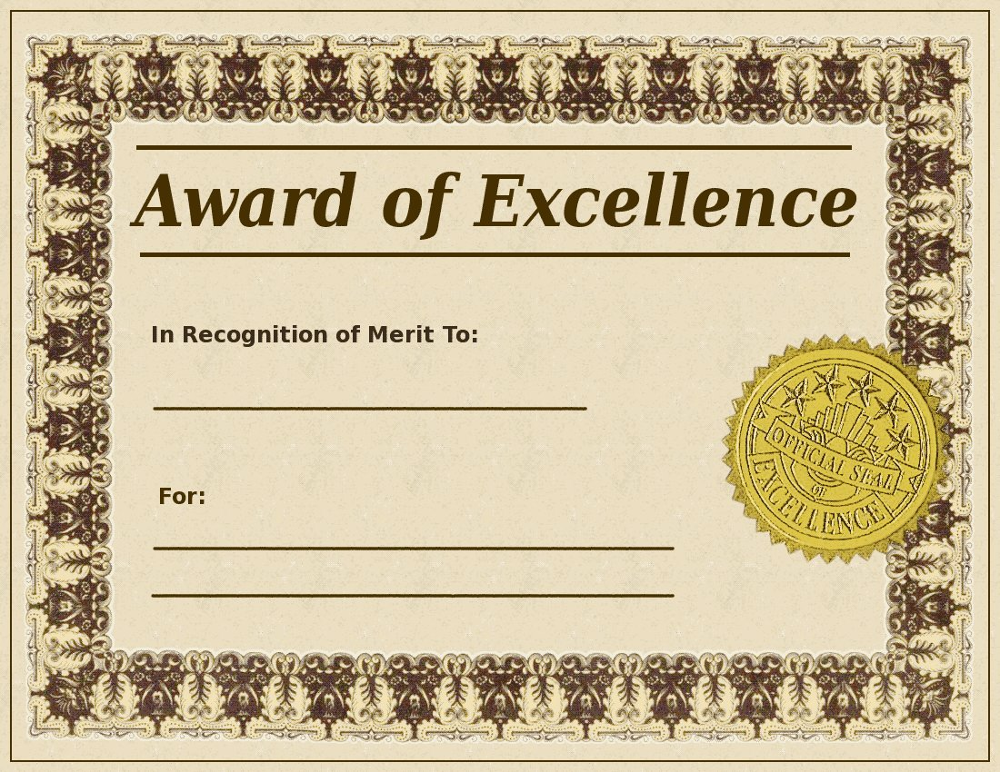 Award of Excellence
In Recognition of Merit To:
For:
OFFICIAL SEAL
OF
EXCELLENCE